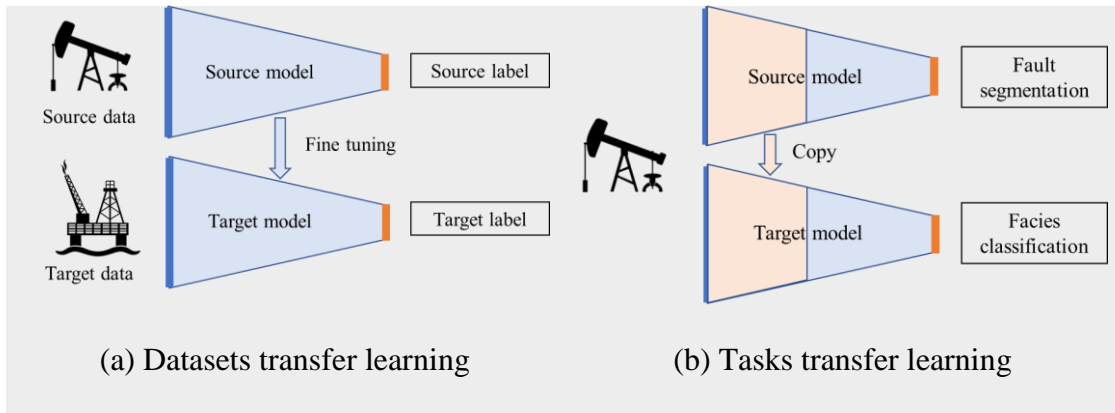 Source model
Source label
Source data
Fine tuning
Target model
Target label
Target data
(a) Datasets transfer learning
Source model
Fault
segmentation
Copy
Target model
Facies
classification
(b) Tasks transfer learning